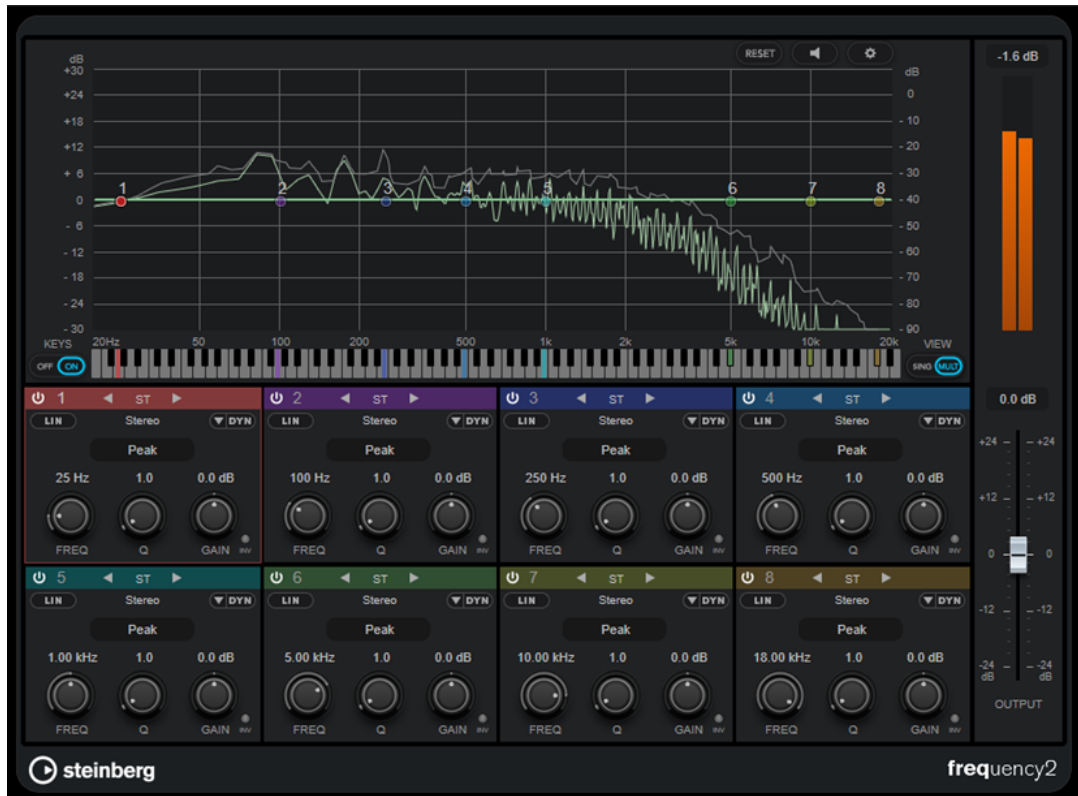 RESET -1.6 dB
dB
+30 dB
+24 0
+18 - 10
+12 - 20
+ 6 - 30
1 2 3 4 5 6 7 8
0 - 40
- 6 - 50
- 12 - 60
- 18 - 70
- 24 - 80
- 30 - 90
KEYS 20Hz 50 100 200 500 1k 2k 5k 10k 20k VIEW
OFF ON SING MULT
1 ST 2 ST 3 ST 4 ST 0.0 dB
LIN Stereo DYN LIN Stereo DYN LIN Stereo DYN LIN Stereo DYN
Peak Peak Peak Peak
25 Hz 1.0 0.0 dB 100 Hz 1.0 0.0 dB 250 Hz 1.0 0.0 dB 500 Hz 1.0 0.0 dB
FREQ Q GAIN INV FREQ Q GAIN INV FREQ Q GAIN INV FREQ Q GAIN INV
5 ST 6 ST 7 ST 8 ST
LIN Stereo DYN LIN Stereo DYN LIN Stereo DYN LIN Stereo DYN
Peak Peak Peak Peak
1.00 kHz 1.0 0.0 dB 5.00 kHz 1.0 0.0 dB 10.00 kHz 1.0 0.0 dB 18.00 kHz 1.0 0.0 dB
FREQ Q GAIN INV FREQ Q GAIN INV FREQ Q GAIN INV FREQ Q GAIN INV
+24 +24
+12 +12
0 0
-12 -12
-24 -24
dB dB
OUTPUT
steinberg frequency2